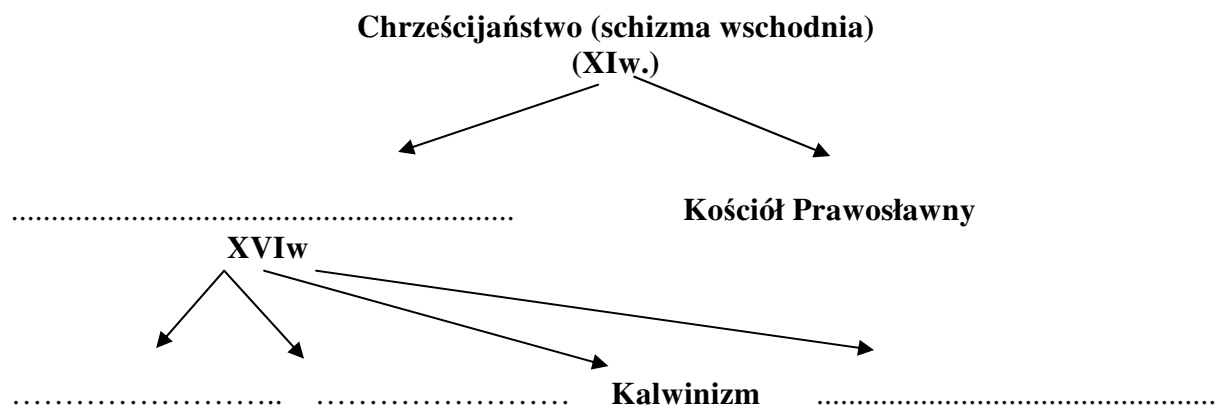 Chrześcijaństwo (schizma wschodnia)
(XIw.)
............................................................... Kościół Prawosławny
XVIw
…………………….. …………………… Kalwinizm ..................................................